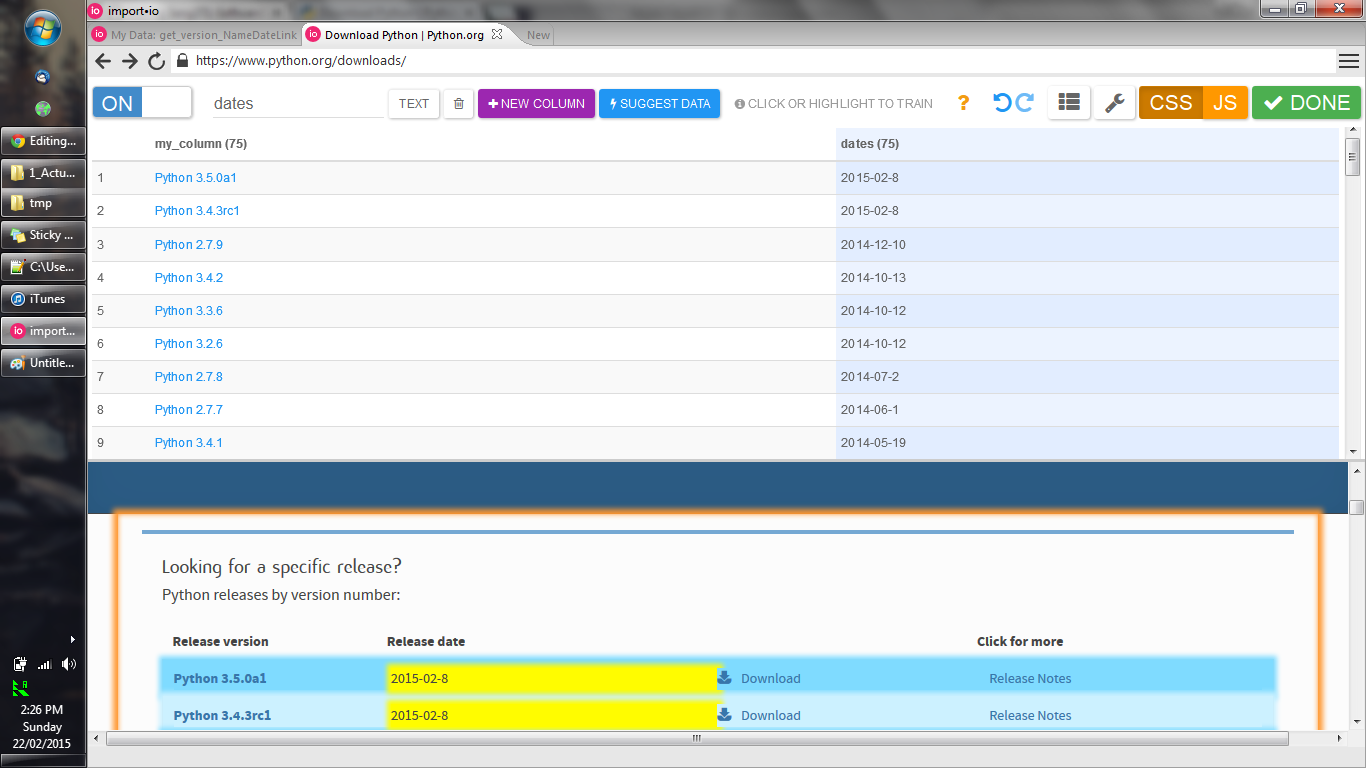 import•io
io My Data: get_version_NameDateLink
io Download Python | Python.org
New
https://www.python.org/downloads/
ON
dates
TEXT
NEW COLUMN
SUGGEST DATA
CLICK OR HIGHLIGHT TO TRAIN
?
CSS JS
DONE
my_column (75) dates (75)
1 Python 3.5.0a1 2015-02-8
2 Python 3.4.3rc1 2015-02-8
3 Python 2.7.9 2014-12-10
4 Python 3.4.2 2014-10-13
5 Python 3.3.6 2014-10-12
6 Python 3.2.6 2014-10-12
7 Python 2.7.8 2014-07-2
8 Python 2.7.7 2014-06-1
9 Python 3.4.1 2014-05-19
Looking for a specific release?
Python releases by version number:
Release version Release date Click for more
Python 3.5.0a1 2015-02-8 Download Release Notes
Python 3.4.3rc1 2015-02-8 Download Release Notes
Editing...
1_Actu...
tmp
Sticky ...
C:\Use...
iTunes
io import...
Untitle...
2:26 PM
Sunday
22/02/2015